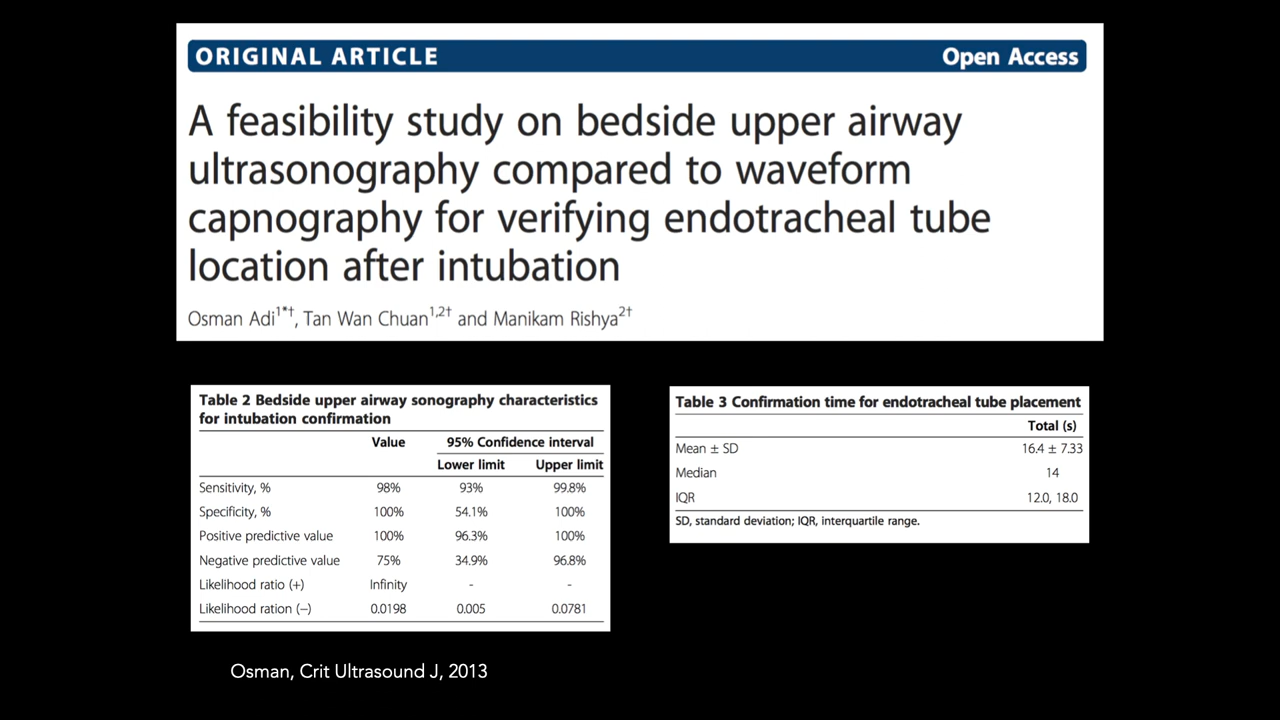 ORIGINAL ARTICLE Open Access
A feasibility study on bedside upper airway
ultrasonography compared to waveform
capnography for verifying endotracheal tube
location after intubation
Osman Adi1*†, Tan Wan Chuan1,2† and Manikam Rishya2†
Table 2 Bedside upper airway sonography characteristics
for intubation confirmation
Value 95% Confidence interval
Lower limit Upper limit
Sensitivity, % 98% 93% 99.8%
Specificity, % 100% 54.1% 100%
Positive predictive value 100% 96.3% 100%
Negative predictive value 75% 34.9% 96.8%
Likelihood ratio (+) Infinity - -
Likelihood ration (−) 0.0198 0.005 0.0781
Table 3 Confirmation time for endotracheal tube placement
Total (s)
Mean ± SD 16.4 ± 7.33
Median 14
IQR 12.0, 18.0
SD, standard deviation; IQR, interquartile range.
Osman, Crit Ultrasound J, 2013